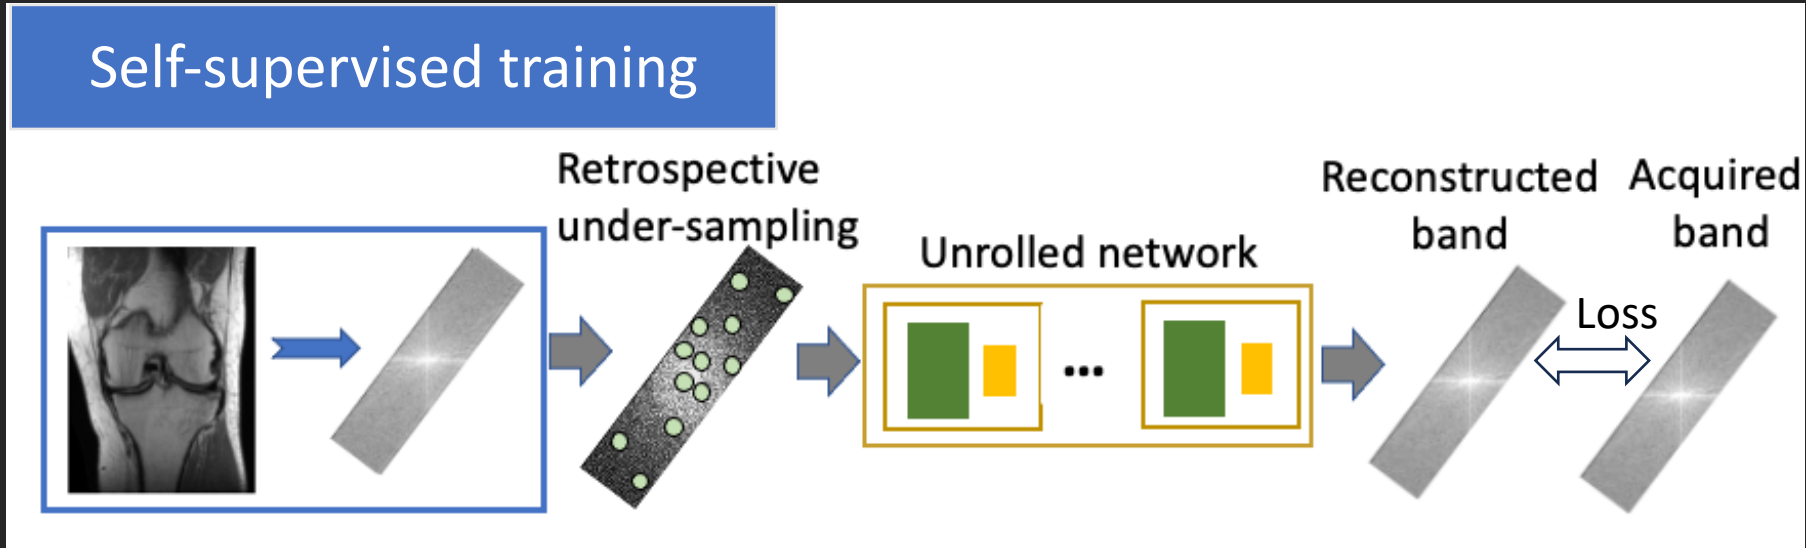 Self-supervised training
Retrospective
under-sampling
Unrolled network
...
Reconstructed
band
Acquired
band
Loss